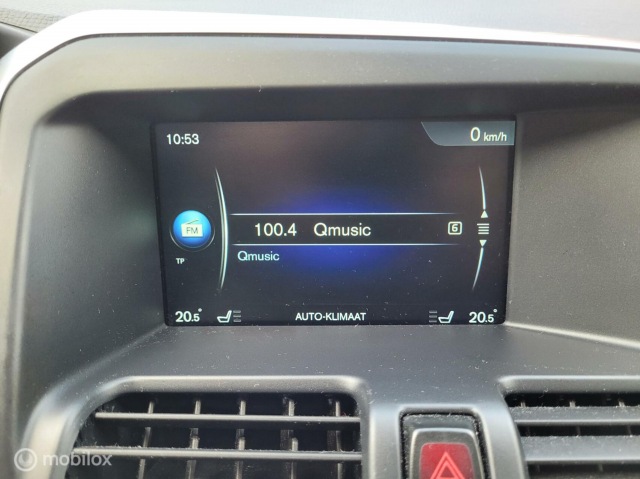 10:53
0 km/h
FM
100.4 Qmusic 6
Qmusic
TP
20.5° AUTO-KLIMAAT 20.5°
mobilox